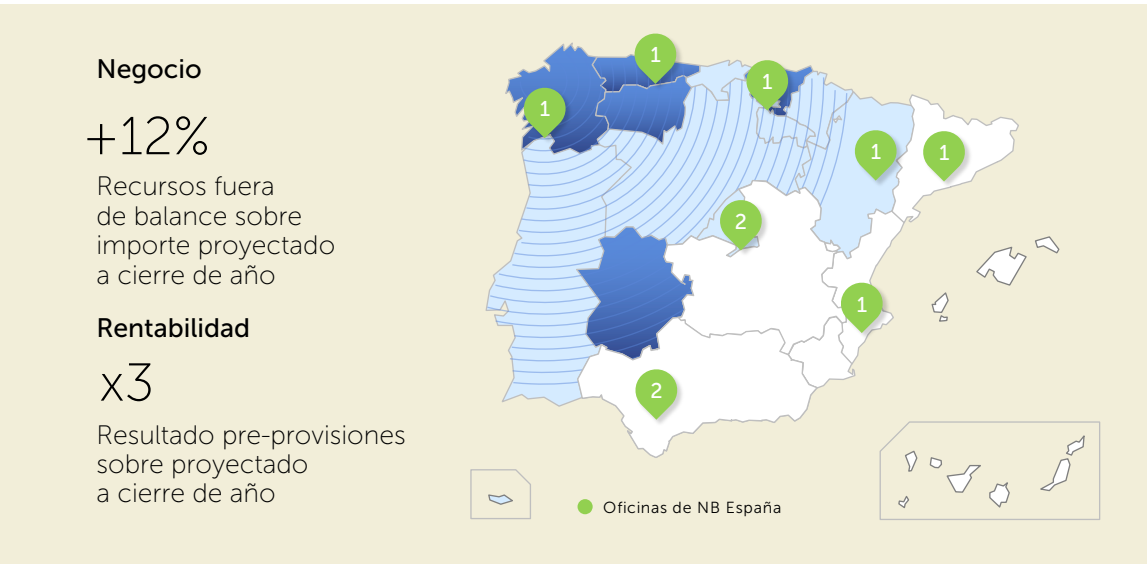 Negocio
+12%
Recursos fuera
de balance sobre
importe proyectado
a cierre de año
Rentabilidad
x3
Resultado pre-provisiones
sobre proyectado
a cierre de año
1
1
1
1
1
2
1
2
Oficinas de NB España